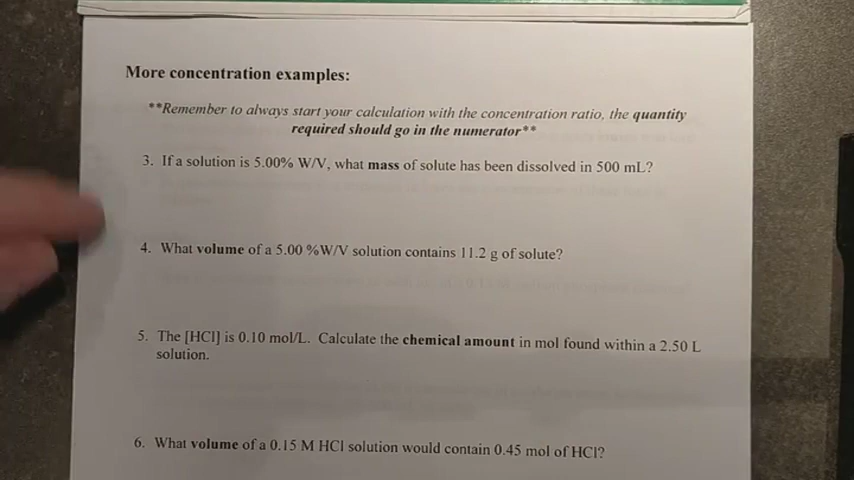 More concentration examples:
**Remember to always start your calculation with the concentration ratio, the quantity
required should go in the numerator**
3. If a solution is 5.00% W/V, what mass of solute has been dissolved in 500 mL?
4. What volume of a 5.00 %W/V solution contains 11.2 g of solute?
5. The [HCl] is 0.10 mol/L. Calculate the chemical amount in mol found within a 2.50 L
solution.
6. What volume of a 0.15 M HCl solution would contain 0.45 mol of HCl?